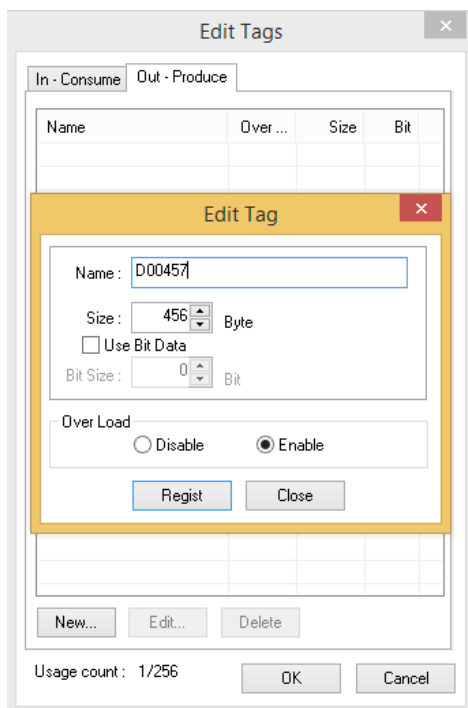 Edit Tags
In - Consume Out - Produce
Name Over ... Size Bit
Edit Tag
Name : D00457
Size : 456 Byte
Use Bit Data
Bit Size : 0 Bit
Over Load
Disable Enable
Regist Close
New... Edit... Delete
Usage count : 1/256 OK Cancel